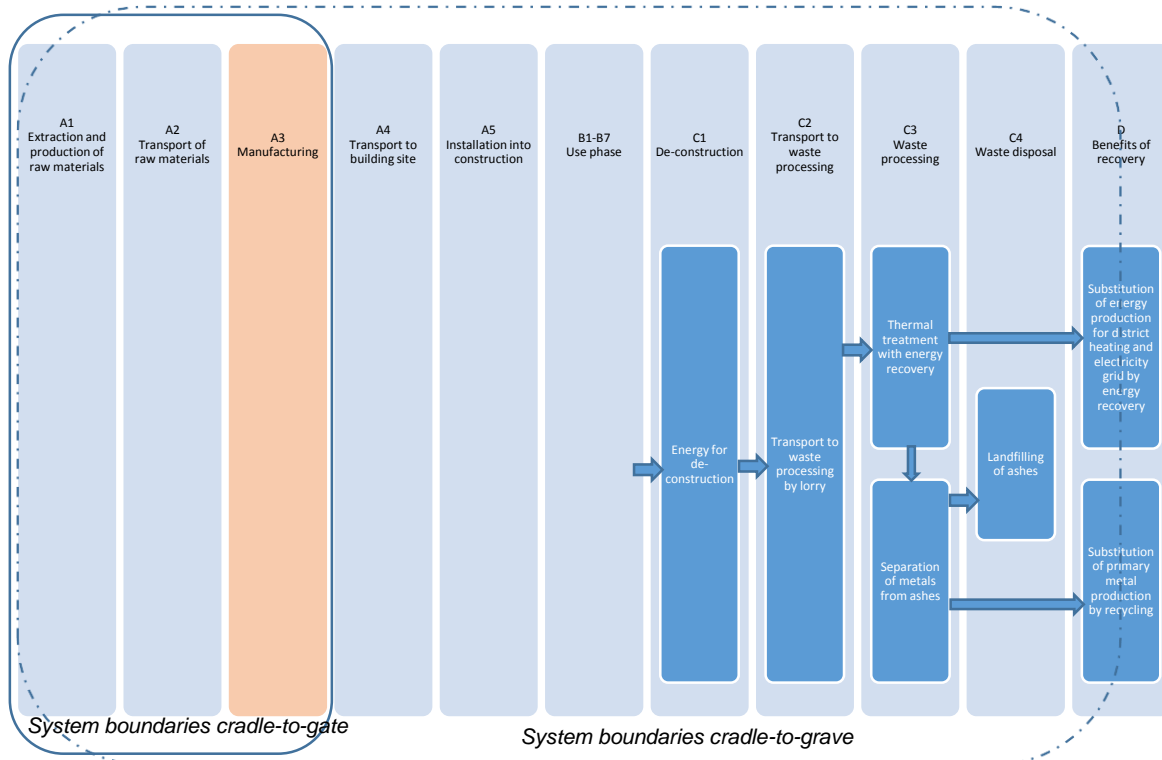 A1
Extraction and
production of
raw materials
A2
Transport of
raw materials
A3
Manufacturing
A4
Transport to
building site
A5
Installation into
construction
B1-B7
Use phase
C1
De-construction
C2
Transport to
waste
processing
C3
Waste
processing
C4
Waste disposal
D
Benefits of
recovery
Energy for
de-
construction
Transport to
waste
processing
by lorry
Thermal
treatment
with energy
recovery
Separation
of metals
from ashes
Landfilling
of ashes
Substitution
of energy
production
for district
heating and
electricity
grid by
energy
recovery
Substitution
of primary
metal
production
by recycling
System boundaries cradle-to-gate
System boundaries cradle-to-grave